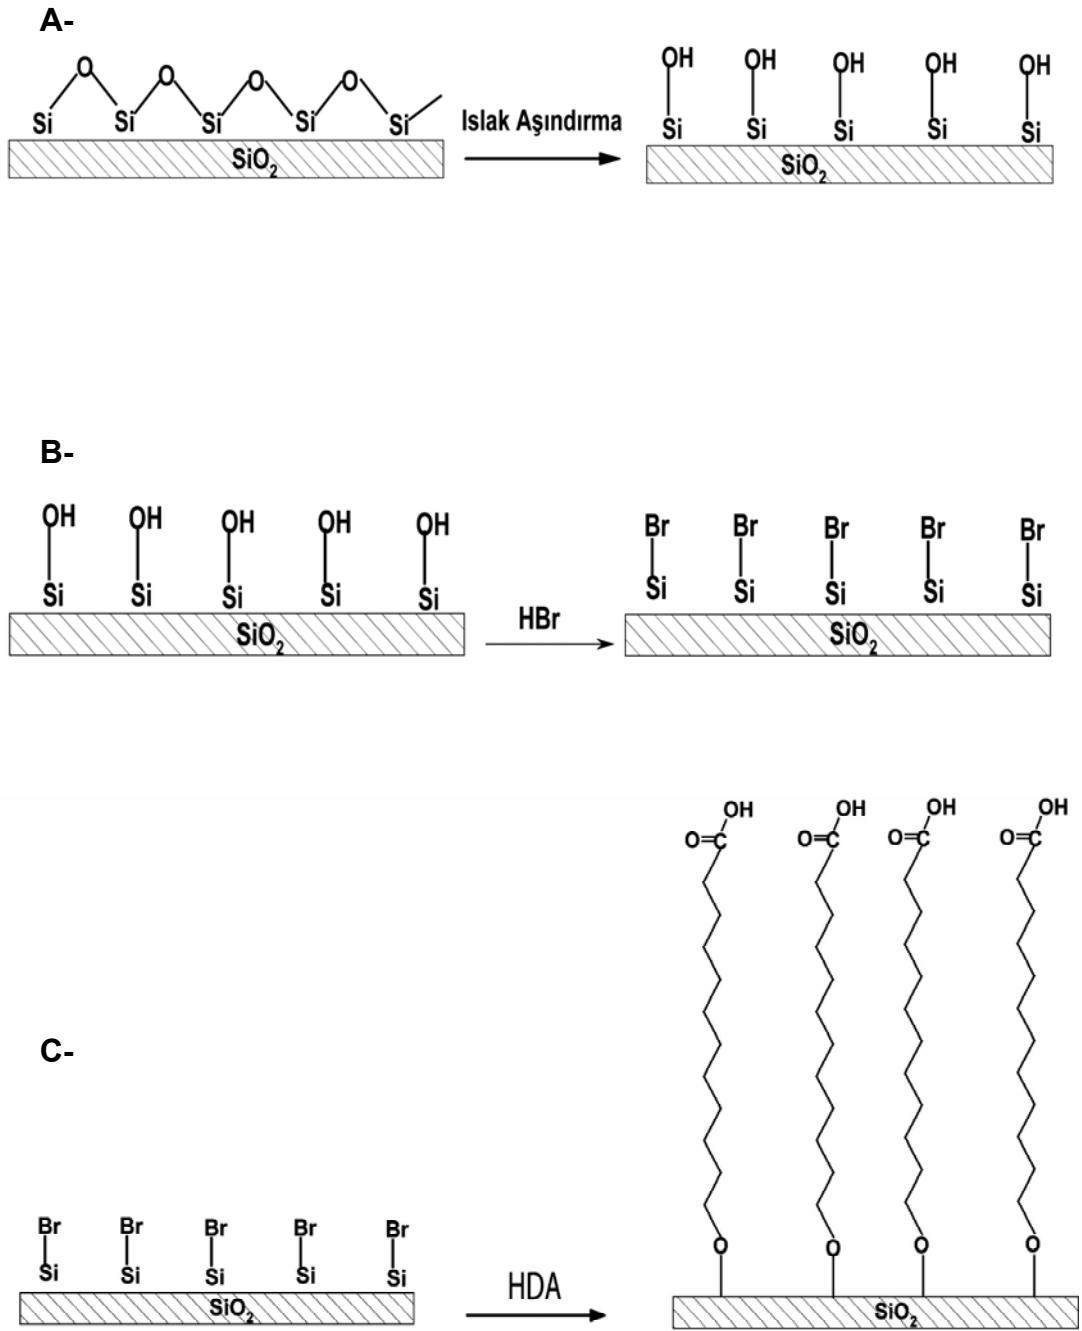 A-
O O O O
Si Si Si Si Si
SiO₂
Islak Aşındırma
OH OH OH OH OH
Si Si Si Si Si
SiO₂
B-
OH OH OH OH OH
Si Si Si Si Si
SiO₂
HBr
Br Br Br Br Br
Si Si Si Si Si
SiO₂
C-
Br Br Br Br Br
Si Si Si Si Si
SiO₂
HDA
OH OH OH OH
O=C O=C O=C O=C
O O O O
SiO₂